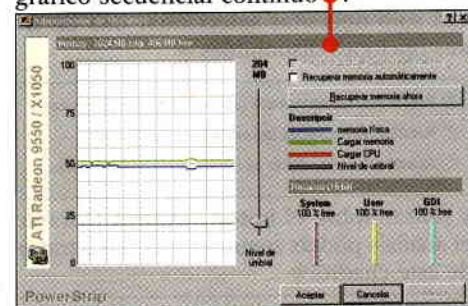 gráfico secuencial continuo
100
75
50
25
0
204
MB
Nivel de
umbral
Recuperar memoria automáticamente
Recuperar memoria ahora
memoria física
Cargar memoria
Cargar CPU
Nivel de umbral
System
100 % free
User
100 % free
GDI
100 % free
ATI Radeon 9550 / X1050
PowerStrip
Aceptar
Cancelar